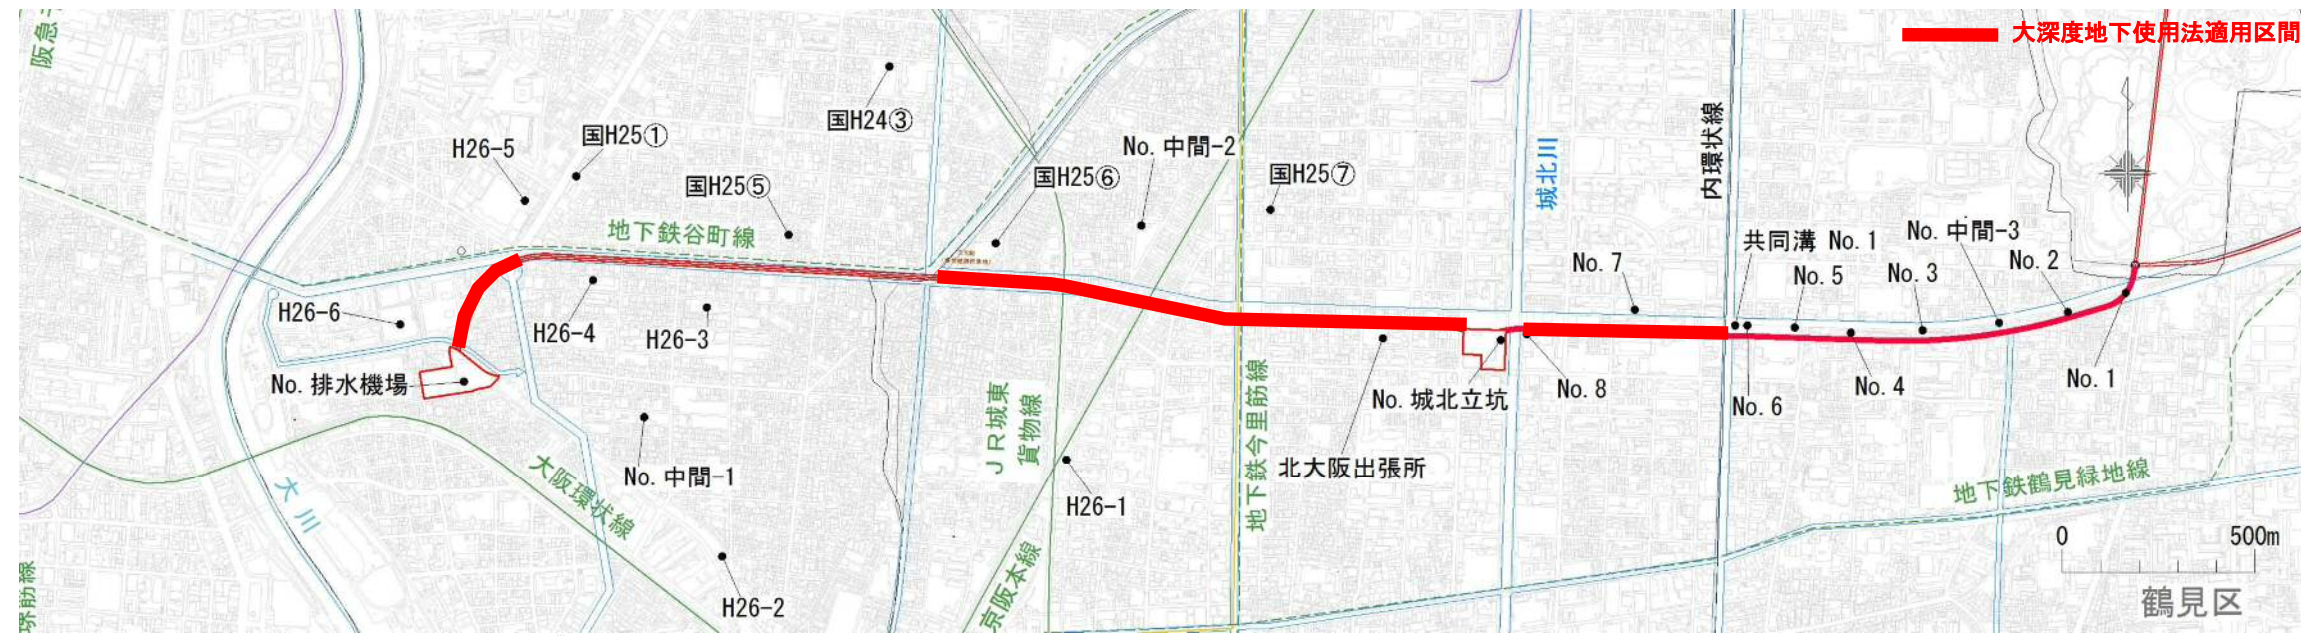 大深度地下使用法適用区間
阪急
国H24③
国H25①
H26-5
No. 中間-2
国H25⑤
国H25⑥
国H25⑦
城北川
内環状線
地下鉄谷町線
共同溝 No. 1
No. 中間-3
No. 7
No. 5
No. 3
No. 2
H26-6
H26-4
H26-3
No. 排水機場
No. 城北立坑
No. 8
No. 6
No. 4
No. 1
JR城東
貨物線
地下鉄今里筋線
北大阪出張所
No. 中間-1
大阪環状線
大川
H26-1
地下鉄鶴見緑地線
0 500m
京阪本線
H26-2
堺筋線
鶴見区